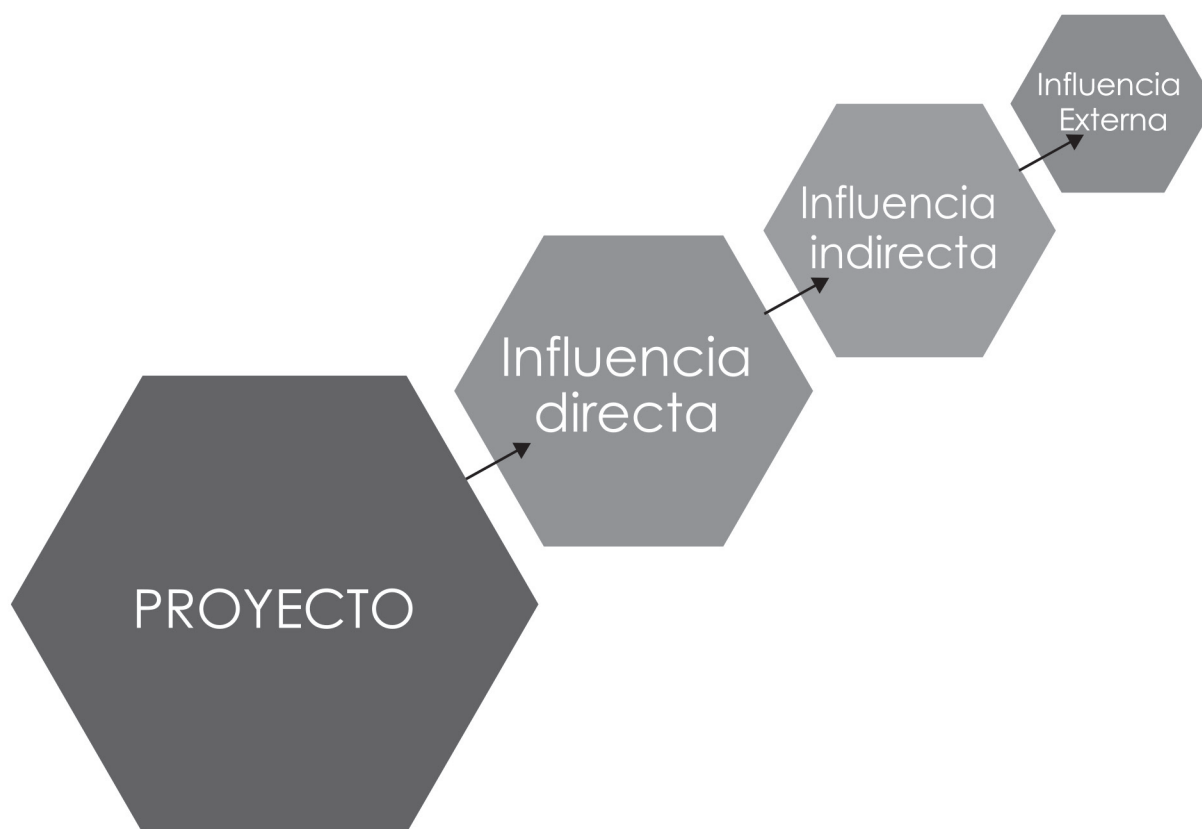 Influencia
Externa
Influencia
indirecta
Influencia
directa
PROYECTO